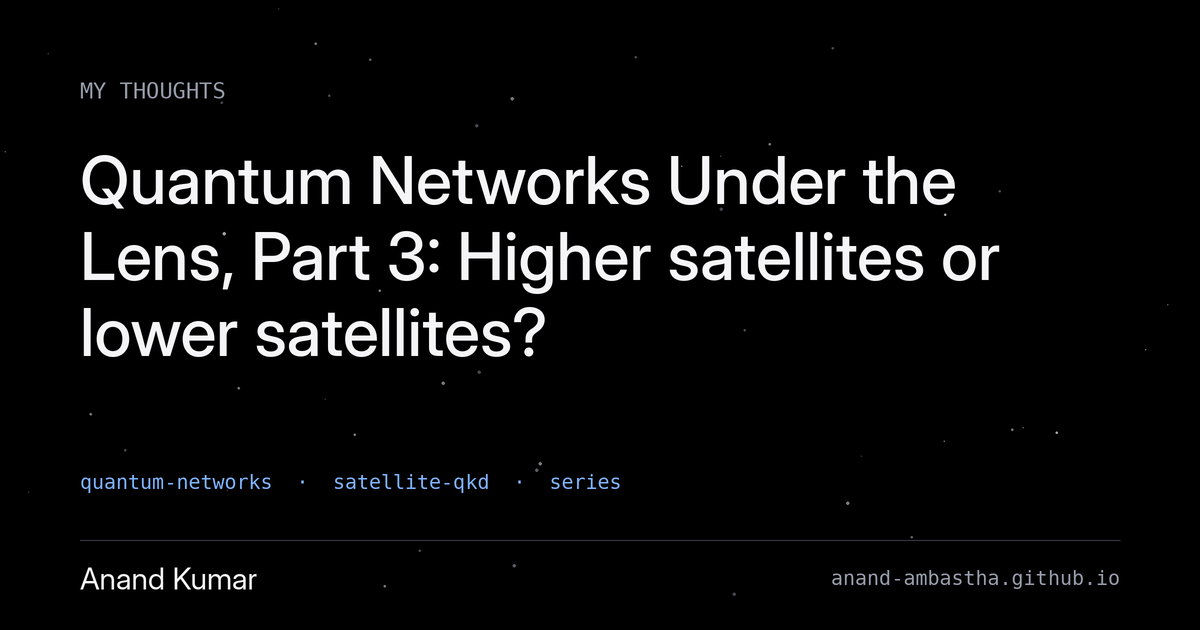 MY THOUGHTS
Quantum Networks Under the
Lens, Part 3: Higher satellites or
lower satellites?
quantum-networks · satellite-qkd · series
Anand Kumar
anand-ambastha.github.io